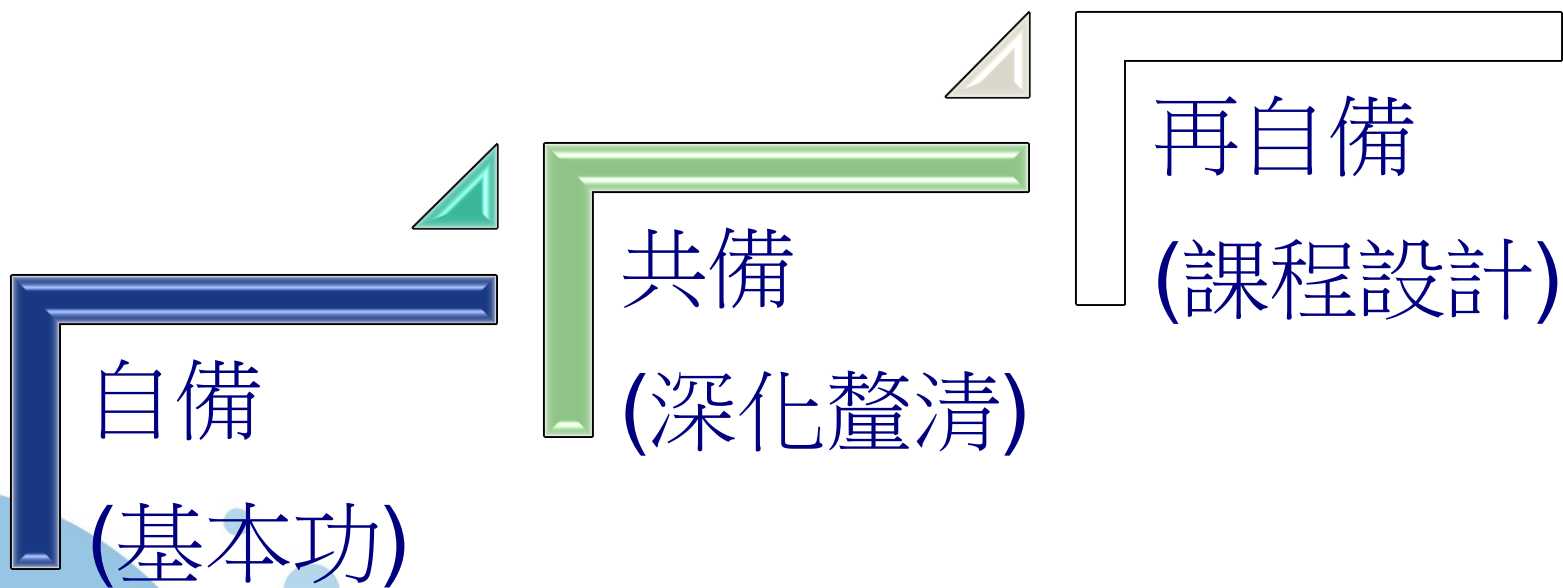 自備
(基本功)
共備
(深化釐清)
再自備
(課程設計)